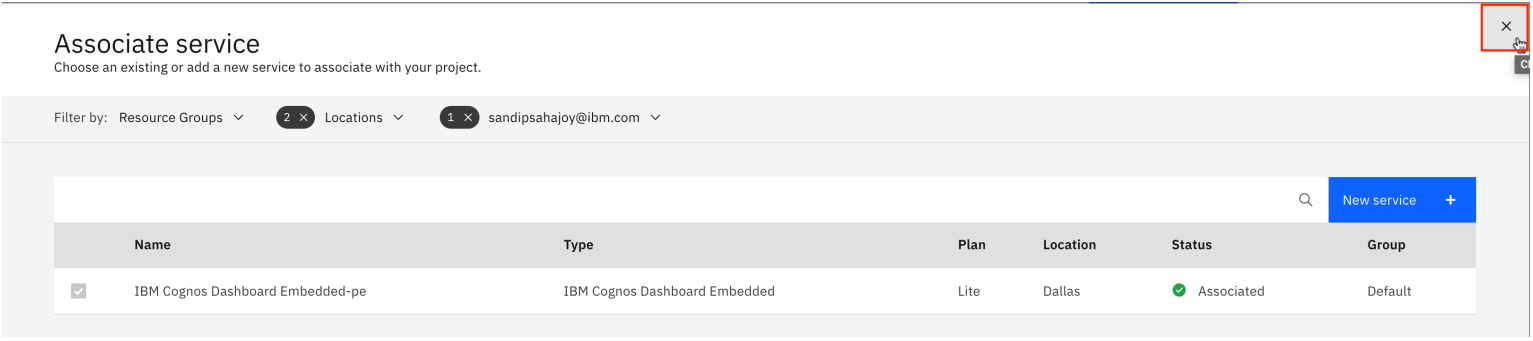 Associate service
Choose an existing or add a new service to associate with your project.
Filter by: Resource Groups 2 Locations 1 sandipsahajoy@ibm.com
New service +
Name Type Plan Location Status Group
IBM Cognos Dashboard Embedded-pe IBM Cognos Dashboard Embedded Lite Dallas Associated Default